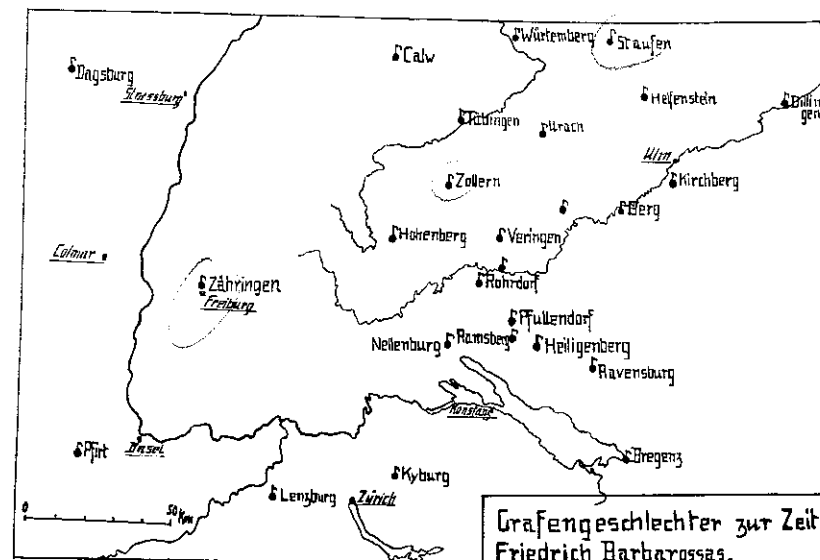 Würtemberg
Staufen
Calw
Dagsburg
Strassburg
Helfenstein
Dillin
gen
Tübingen
Urach
Ulm
Zollern
Kirchberg
Berg
Hohenberg
Veringen
Colmar
Rohrdorf
Zähringen
Freiburg
Pfullendorf
Nellenburg
Ramsberg
Heiligenberg
Ravensburg
Konstanz
Basel
Pfirt
Bregenz
Kyburg
Lenzburg
Zürich
0
50 Km
Grafengeschlechter zur Zeit
Friedrich Barbarossas.